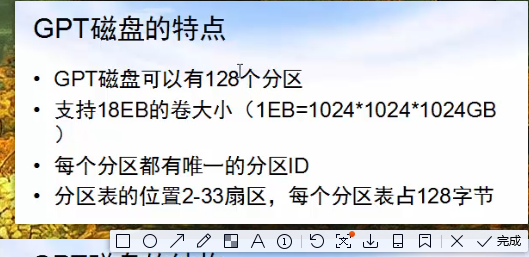 GPT磁盘的特点
• GPT磁盘可以有128个分区
• 支持18EB的卷大小（1EB=1024*1024*1024GB
）
• 每个分区都有唯一的分区ID
• 分区表的位置2-33扇区，每个分区表占128字节
完成